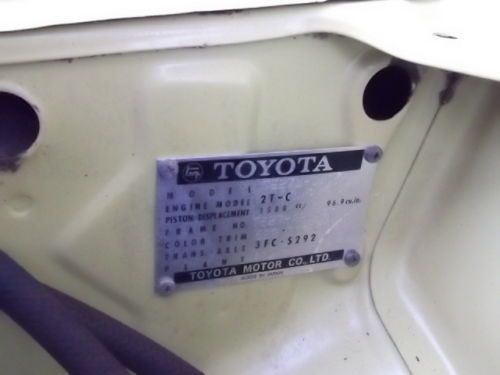 TOYOTA
MODEL
ENGINE MODEL 2T-C
PISTON DISPLACEMENT 1588 cc/ 96.9 cu.in.
FRAME NO.
COLOR TRIM
TRANS. AXLE 3FC-S292
PLANT
TOYOTA MOTOR CO., LTD.
MADE IN JAPAN